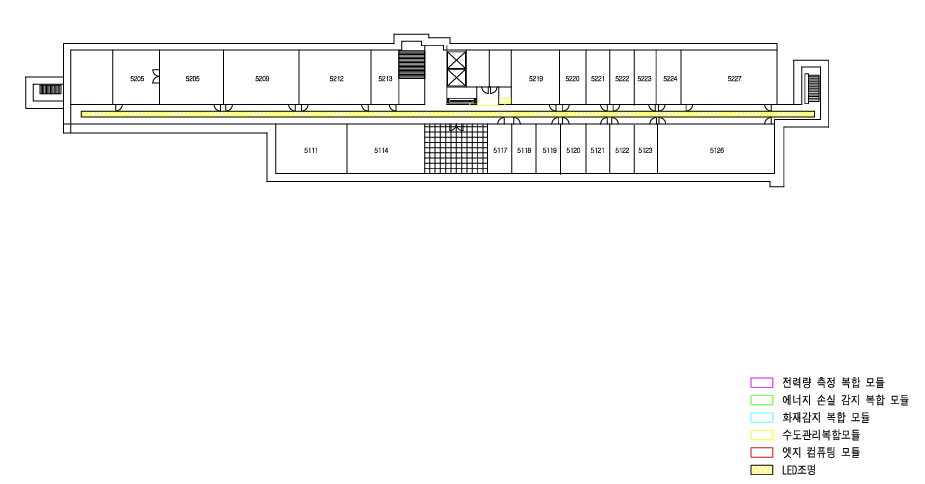 5205 5205 5209 5212 5213 5219 5220 5221 5222 5223 5224 5227
5111 5114 5117 5118 5119 5120 5121 5122 5123 5126
전력량 측정 복합 모듈
에너지 손실 감지 복합 모듈
화재감지 복합 모듈
수도관리복합모듈
엣지 컴퓨팅 모듈
LED조명